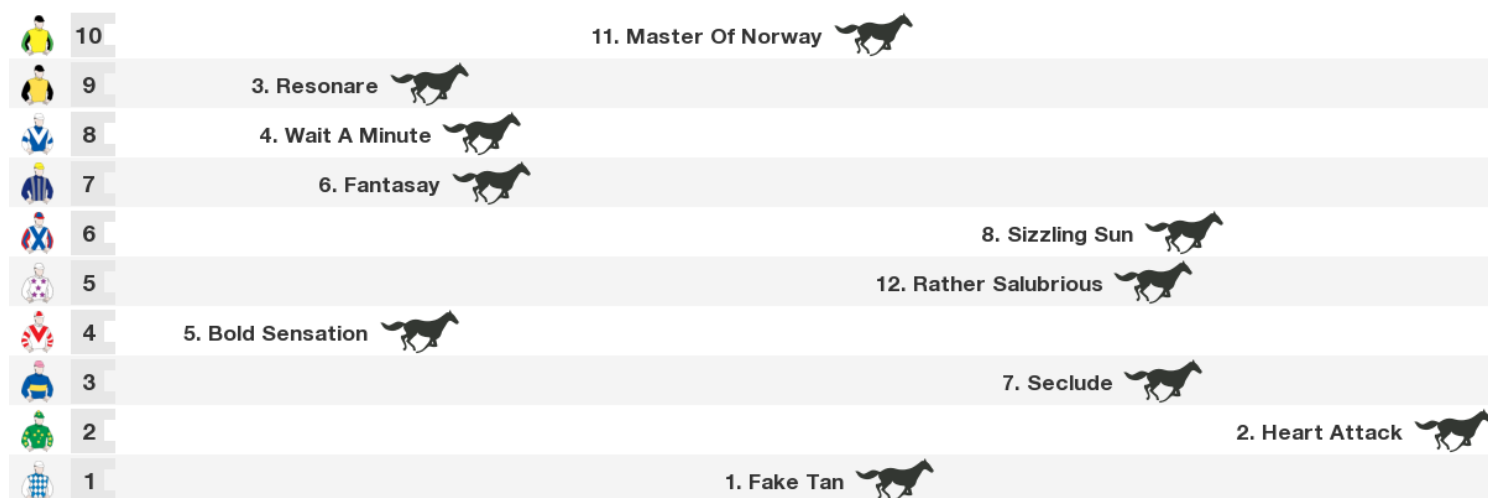 10 11. Master Of Norway
9 3. Resonare
8 4. Wait A Minute
7 6. Fantasay
6 8. Sizzling Sun
5 12. Rather Salubrious
4 5. Bold Sensation
3 7. Seclude
2 2. Heart Attack
1 1. Fake Tan